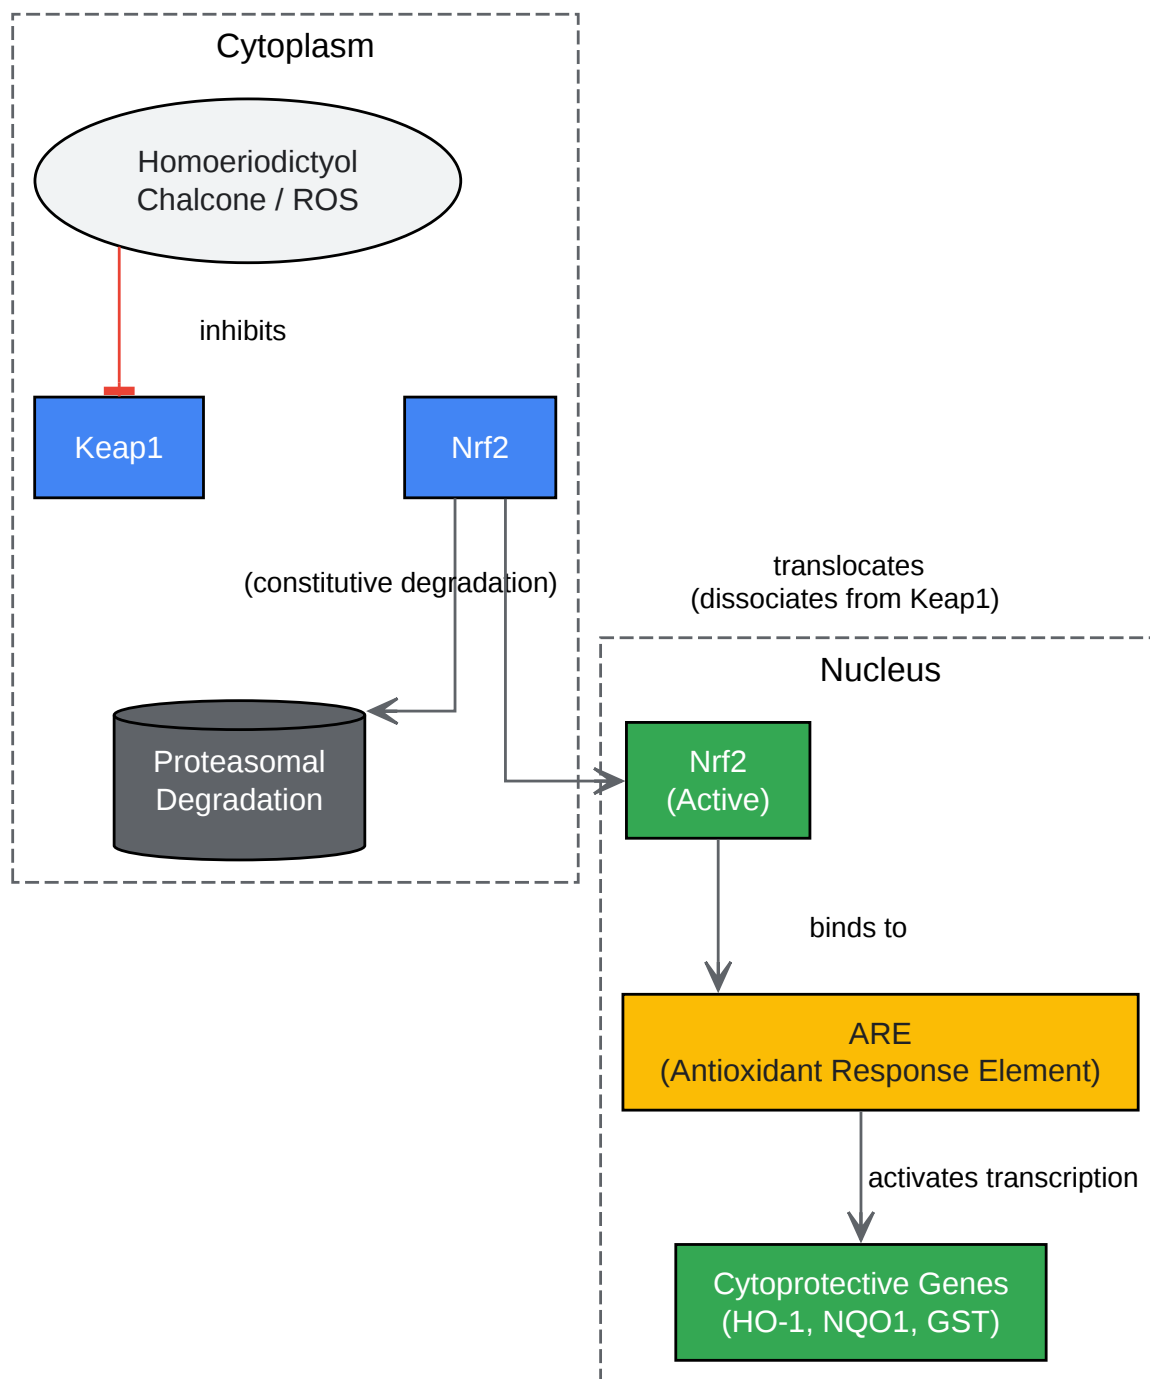 Cytoplasm
Homoeriodictyol
Chalcone / ROS
inhibits
Keap1
Nrf2
(constitutive degradation)
Proteasomal
Degradation
translocates
(dissociates from Keap1)
Nucleus
Nrf2
(Active)
binds to
ARE
(Antioxidant Response Element)
activates transcription
Cytoprotective Genes
(HO-1, NQO1, GST)